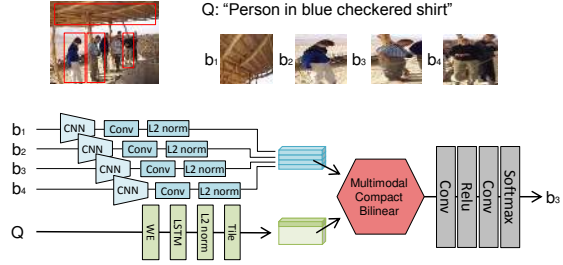 Q: “Person in blue checkered shirt”
b1 b2 b3 b4
b1 CNN Conv L2 norm
b2 CNN Conv L2 norm
b3 CNN Conv L2 norm
b4 CNN Conv L2 norm
Q WE LSTM L2 norm Tile
Multimodal
Compact
Bilinear
Conv Relu Conv Softmax b3